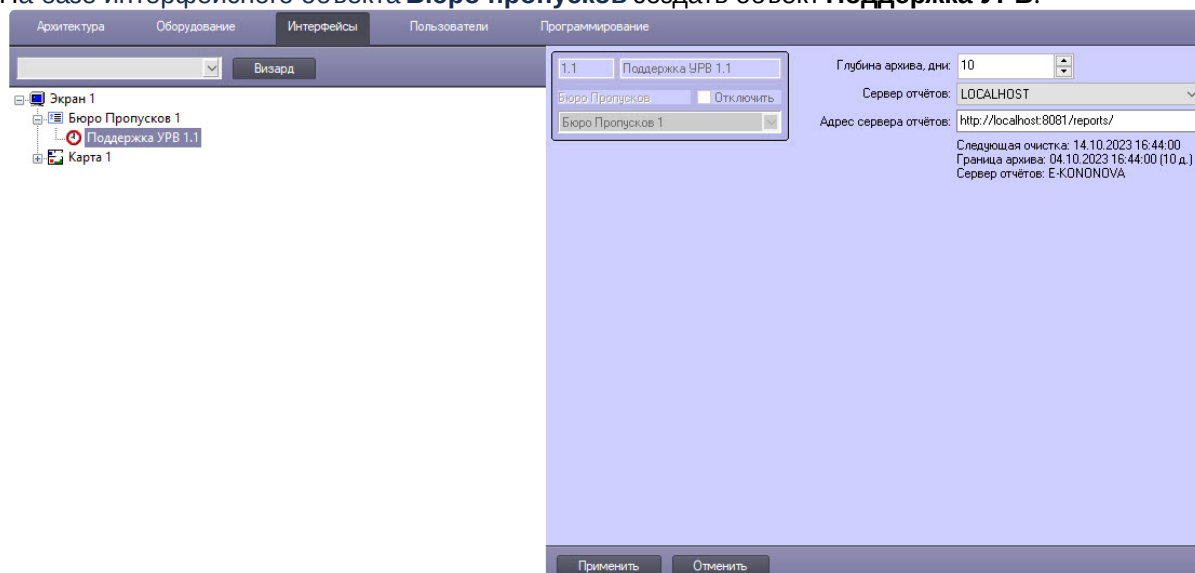 На базе интерфейсного объекта Бюро пропусков создать объект Поддержка УРВ.
Архитектура Оборудование Интерфейсы Пользователи Программирование
Визард
Экран 1
Бюро Пропусков 1
Поддержка УРВ 1.1
Карта 1
1.1 Поддержка УРВ 1.1
Бюро Пропусков Отключить
Бюро Пропусков 1
Глубина архива, дни: 10
Сервер отчётов: LOCALHOST
Адрес сервера отчётов: http://localhost:8081/reports/
Следующая очистка: 14.10.2023 16:44:00
Граница архива: 04.10.2023 16:44:00 (10 д.)
Сервер отчётов: E-KONONOVA
Применить Отменить